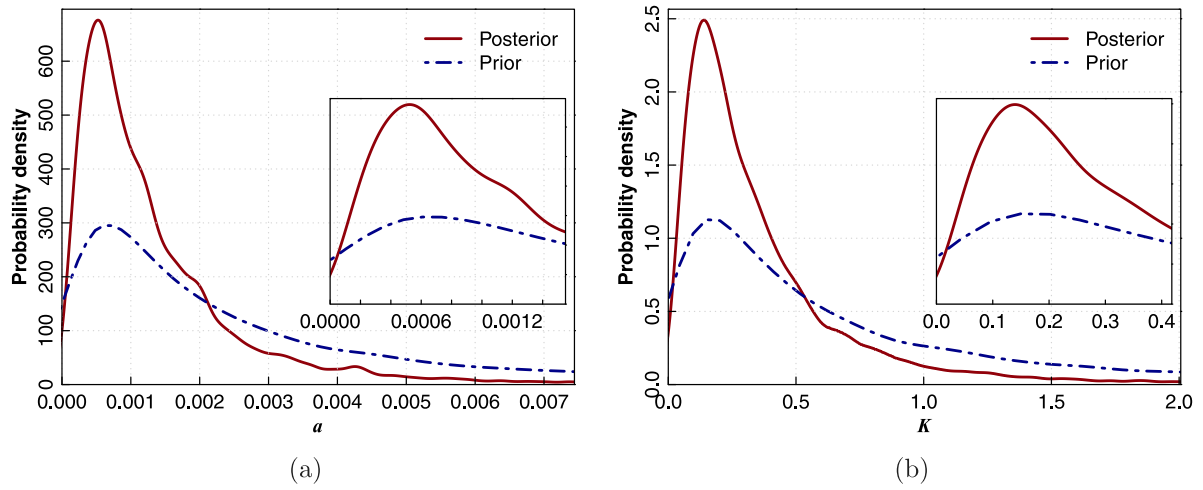 Posterior
Prior
Probability density
0 100 200 300 400 500 600
0.0000 0.0006 0.0012
0.000 0.001 0.002 0.003 0.004 0.005 0.006 0.007
a
(a)
Posterior
Prior
Probability density
0.0 0.5 1.0 1.5 2.0 2.5
0.0 0.1 0.2 0.3 0.4
0.0 0.5 1.0 1.5 2.0
K
(b)